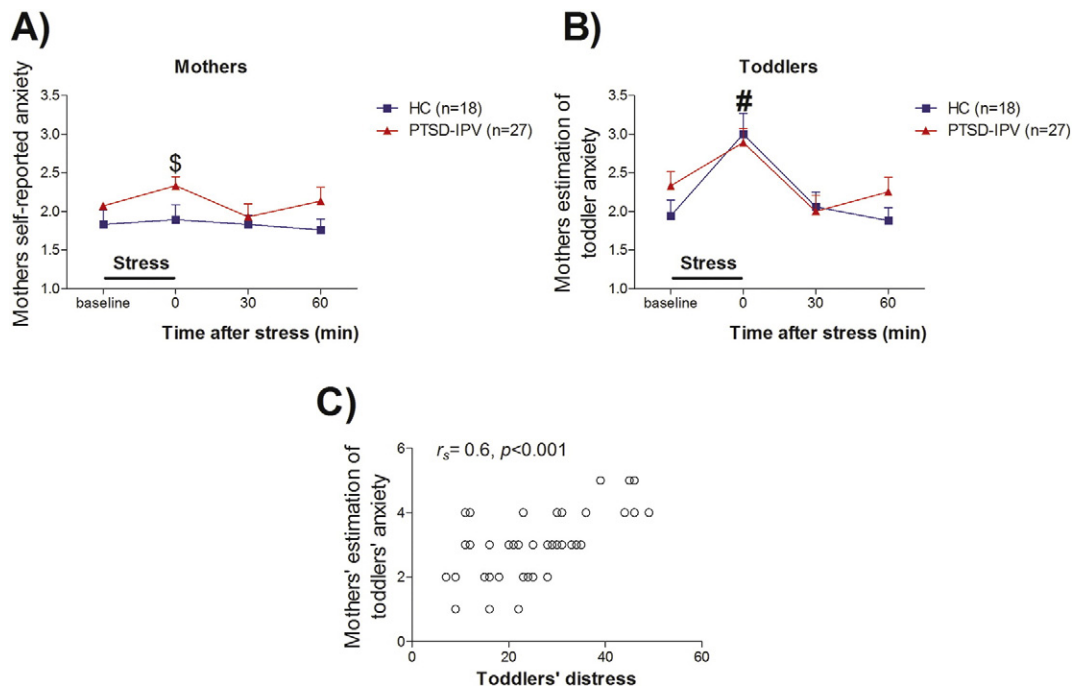 A)
Mothers
Mothers self-reported anxiety
3.5
3.0
2.5
2.0
1.5
1.0
$
Stress
baseline
0
30
60
Time after stress (min)
HC (n=18)
PTSD-IPV (n=27)
B)
Toddlers
Mothers estimation of
toddler anxiety
3.5
3.0
2.5
2.0
1.5
1.0
#
Stress
baseline
0
30
60
Time after stress (min)
HC (n=18)
PTSD-IPV (n=27)
C)
Mothers' estimation of
toddlers' anxiety
6
4
2
0
rs= 0.6, p<0.001
0
20
40
60
Toddlers' distress